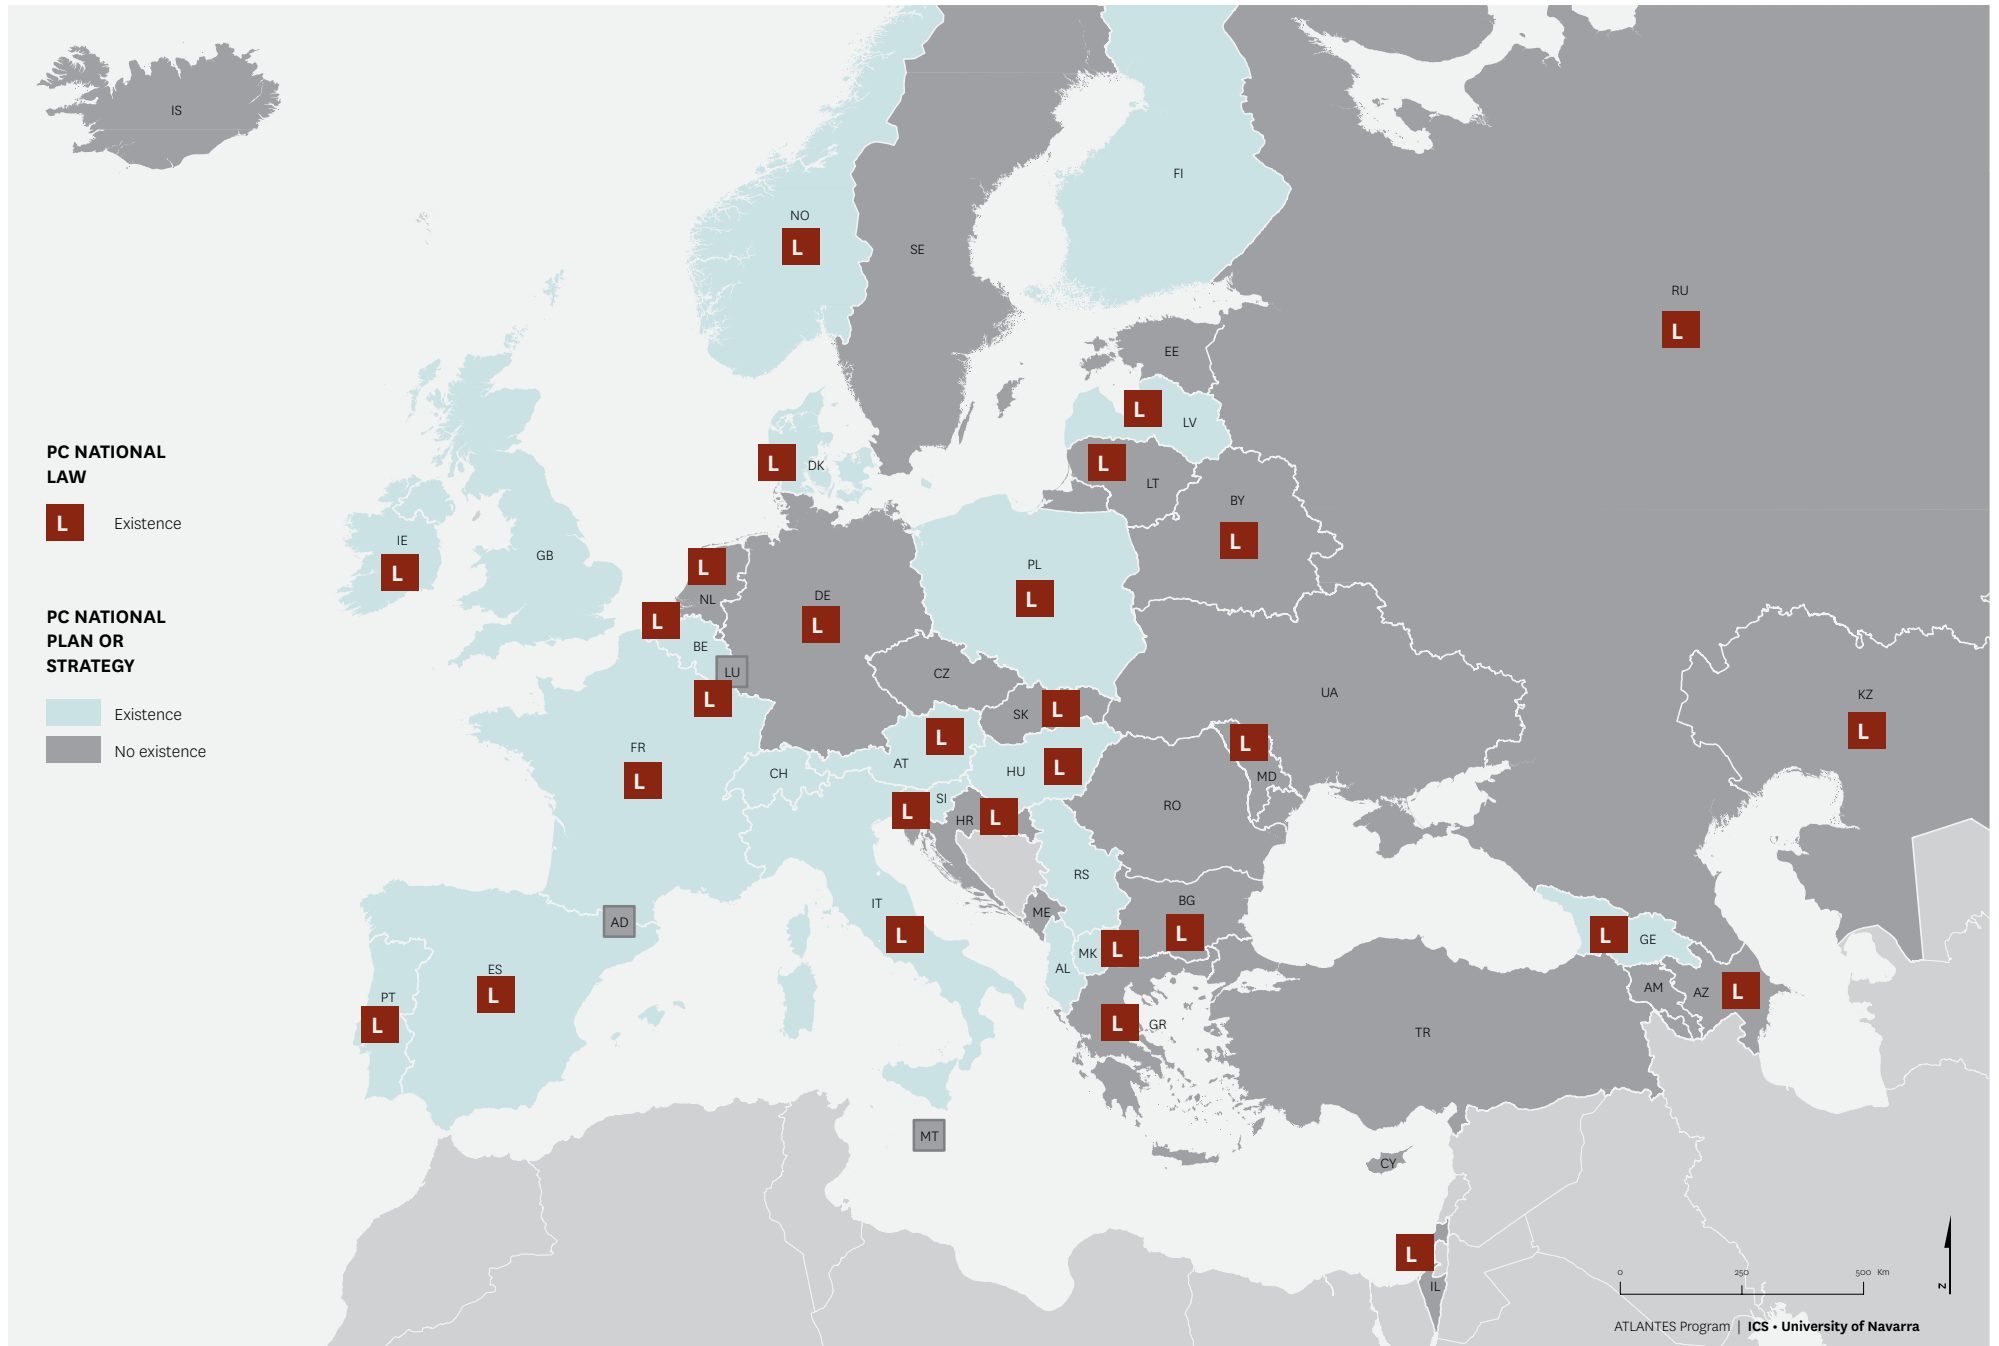 IS
FI
NO
L
SE
RU
L
EE
L
LV
PC NATIONAL
LAW
L
Existence
L
DK
L
LT
BY
L
IE
L
GB
L
NL
L
DE
L
PL
L
PC NATIONAL
PLAN OR
STRATEGY
Existence
No existence
BE
LU
L
CZ
SK
L
UA
KZ
L
FR
L
CH
AT
L
HU
L
L
MD
RO
SI
L
HR
L
RS
IT
L
ME
BG
L
AD
MK
L
AL
L
GE
ES
L
PT
L
L
GR
TR
AM
AZ
L
MT
CY
L
IL
0
250
500 Km
N
ATLANTES Program | ICS • University of Navarra